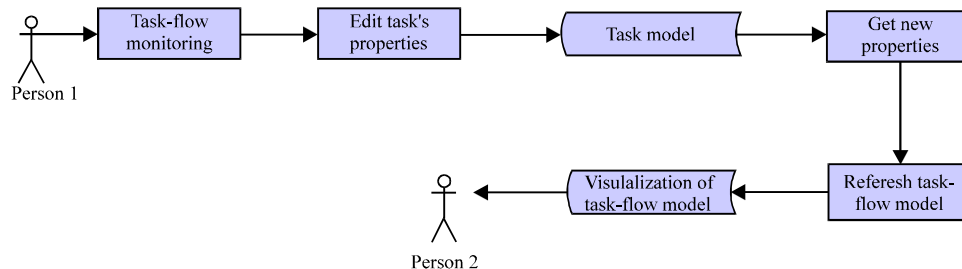 Task-flow
monitoring
Edit task's
properties
Task model
Get new
properties
Person 1
Visulalization of
task-flow model
Referesh task-
flow model
Person 2